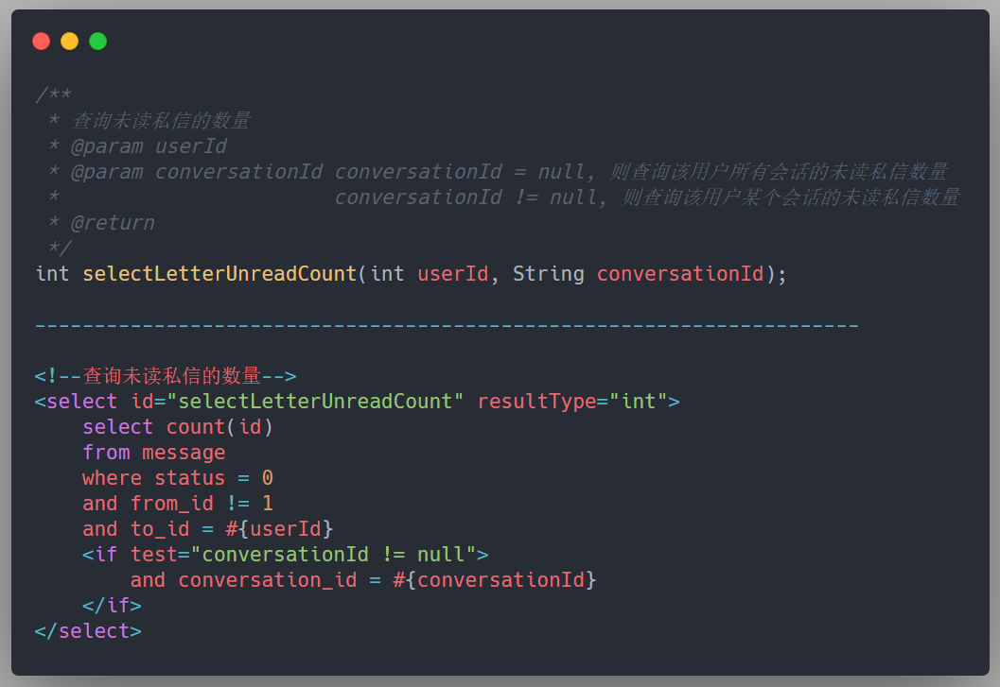 /**
 * 查询未读私信的数量
 * @param userId
 * @param conversationId conversationId = null, 则查询该用户所有会话的未读私信数量
 *                       conversationId != null, 则查询该用户某个会话的未读私信数量
 * @return
 */
int selectLetterUnreadCount(int userId, String conversationId);
---------------------------------------------------------------------
<!--查询未读私信的数量-->
<select id="selectLetterUnreadCount" resultType="int">
    select count(id)
    from message
    where status = 0
    and from_id != 1
    and to_id = #{userId}
    <if test="conversationId != null">
        and conversation_id = #{conversationId}
    </if>
</select>